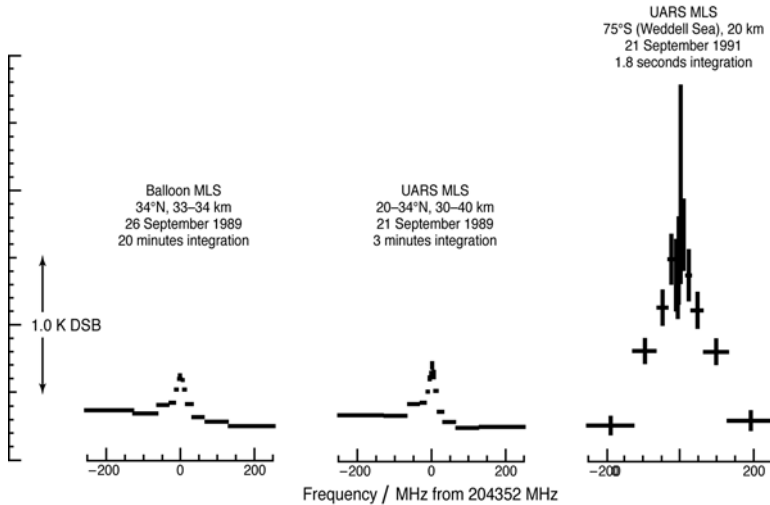 UARS MLS
75°S (Weddell Sea), 20 km
21 September 1991
1.8 seconds integration
Balloon MLS
34°N, 33–34 km
26 September 1989
20 minutes integration
UARS MLS
20–34°N, 30–40 km
21 September 1989
3 minutes integration
1.0 K DSB
−200 0 200
−200 0 200
−200 0 200
Frequency / MHz from 204352 MHz